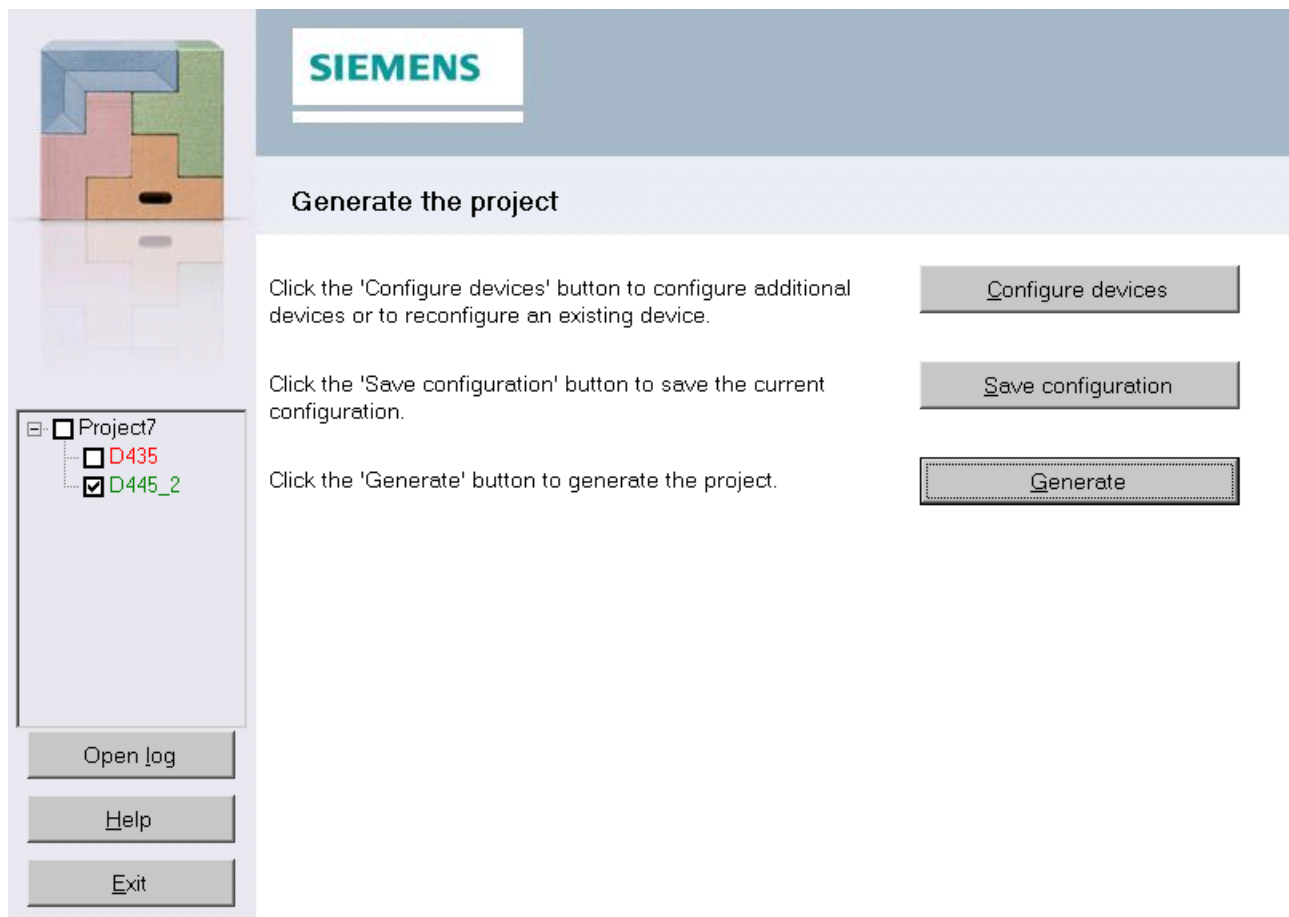 SIEMENS
Generate the project
Click the 'Configure devices' button to configure additional
devices or to reconfigure an existing device.
Configure devices
Click the 'Save configuration' button to save the current
configuration.
Save configuration
Click the 'Generate' button to generate the project.
Generate
Project7
D435
D445_2
Open log
Help
Exit